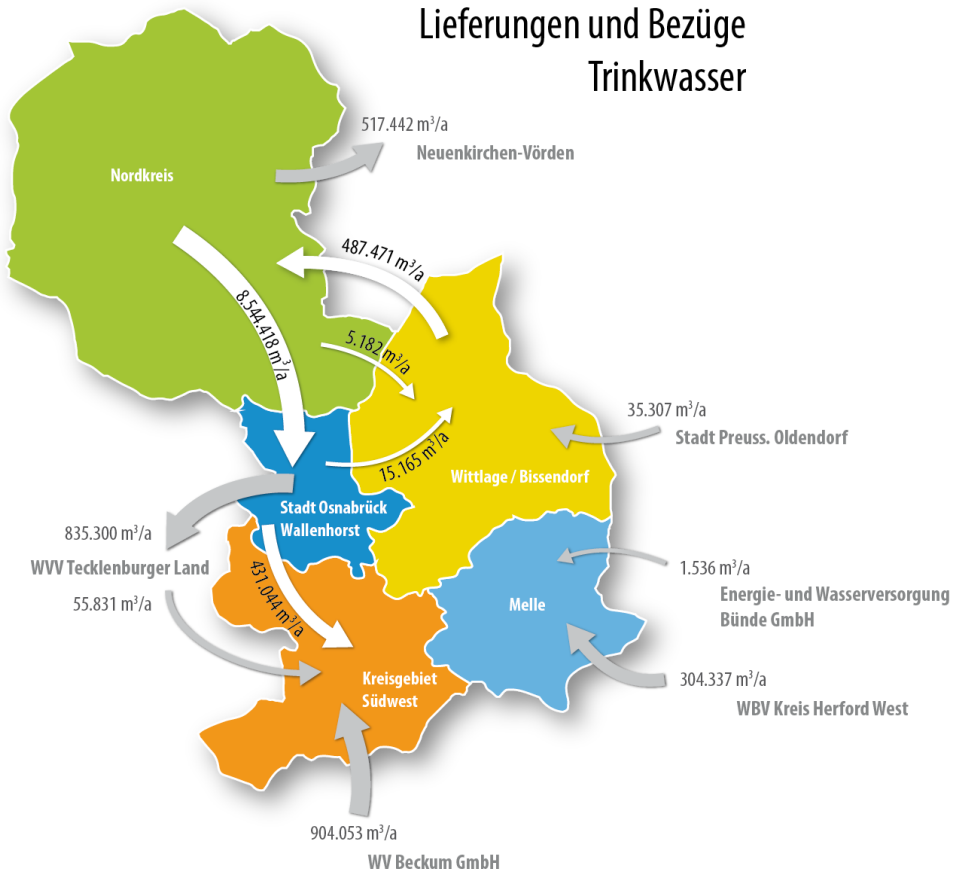 Lieferungen und Bezüge
Trinkwasser
517.442 m³/a
Neuenkirchen-Vörden
Nordkreis
487.471 m³/a
8.544.418 m³/a
5.182 m³/a
35.307 m³/a
Stadt Preuss. Oldendorf
15.165 m³/a
Wittlage / Bissendorf
Stadt Osnabrück
Wallenhorst
835.300 m³/a
WVV Tecklenburger Land
55.831 m³/a
431.044 m³/a
1.536 m³/a
Energie- und Wasserversorgung
Bünde GmbH
Melle
Kreisgebiet
Südwest
304.337 m³/a
WBV Kreis Herford West
904.053 m³/a
WV Beckum GmbH